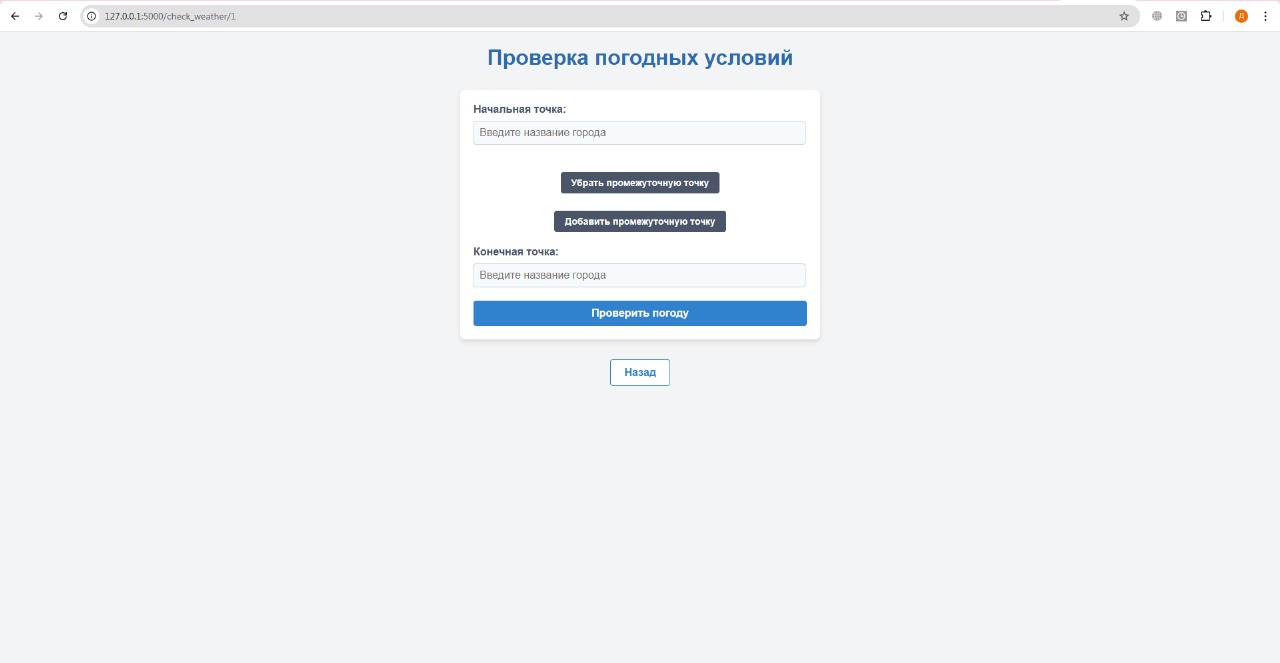 127.0.0.1:5000/check_weather/1
Д
Проверка погодных условий
Начальная точка:
Введите название города
Убрать промежуточную точку
Добавить промежуточную точку
Конечная точка:
Введите название города
Проверить погоду
Назад